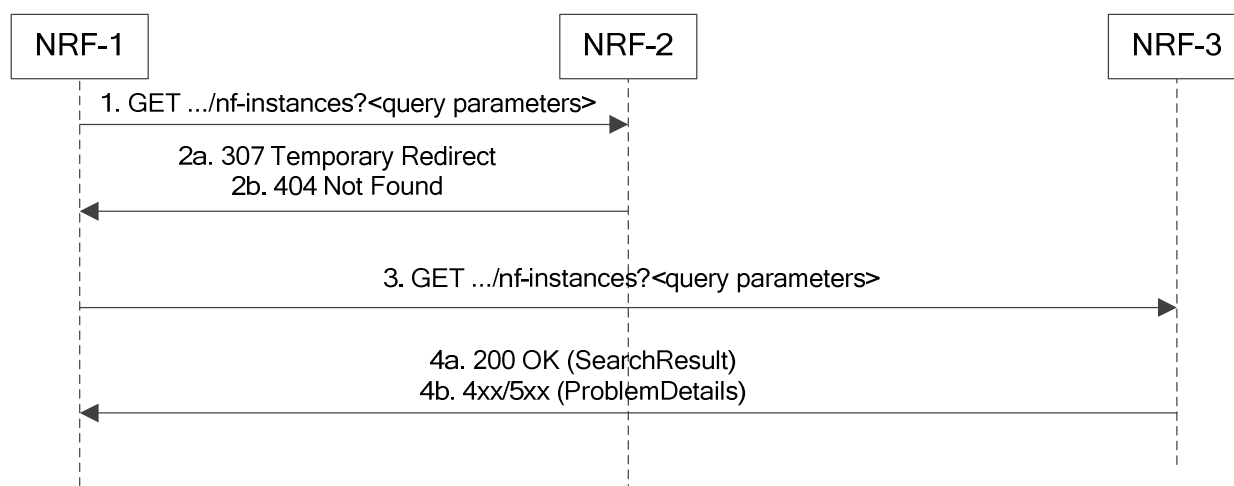 NRF-1
NRF-2
NRF-3
1. GET .../nf-instances?<query parameters>
2a. 307 Temporary Redirect
2b. 404 Not Found
3. GET .../nf-instances?<query parameters>
4a. 200 OK (SearchResult)
4b. 4xx/5xx (ProblemDetails)